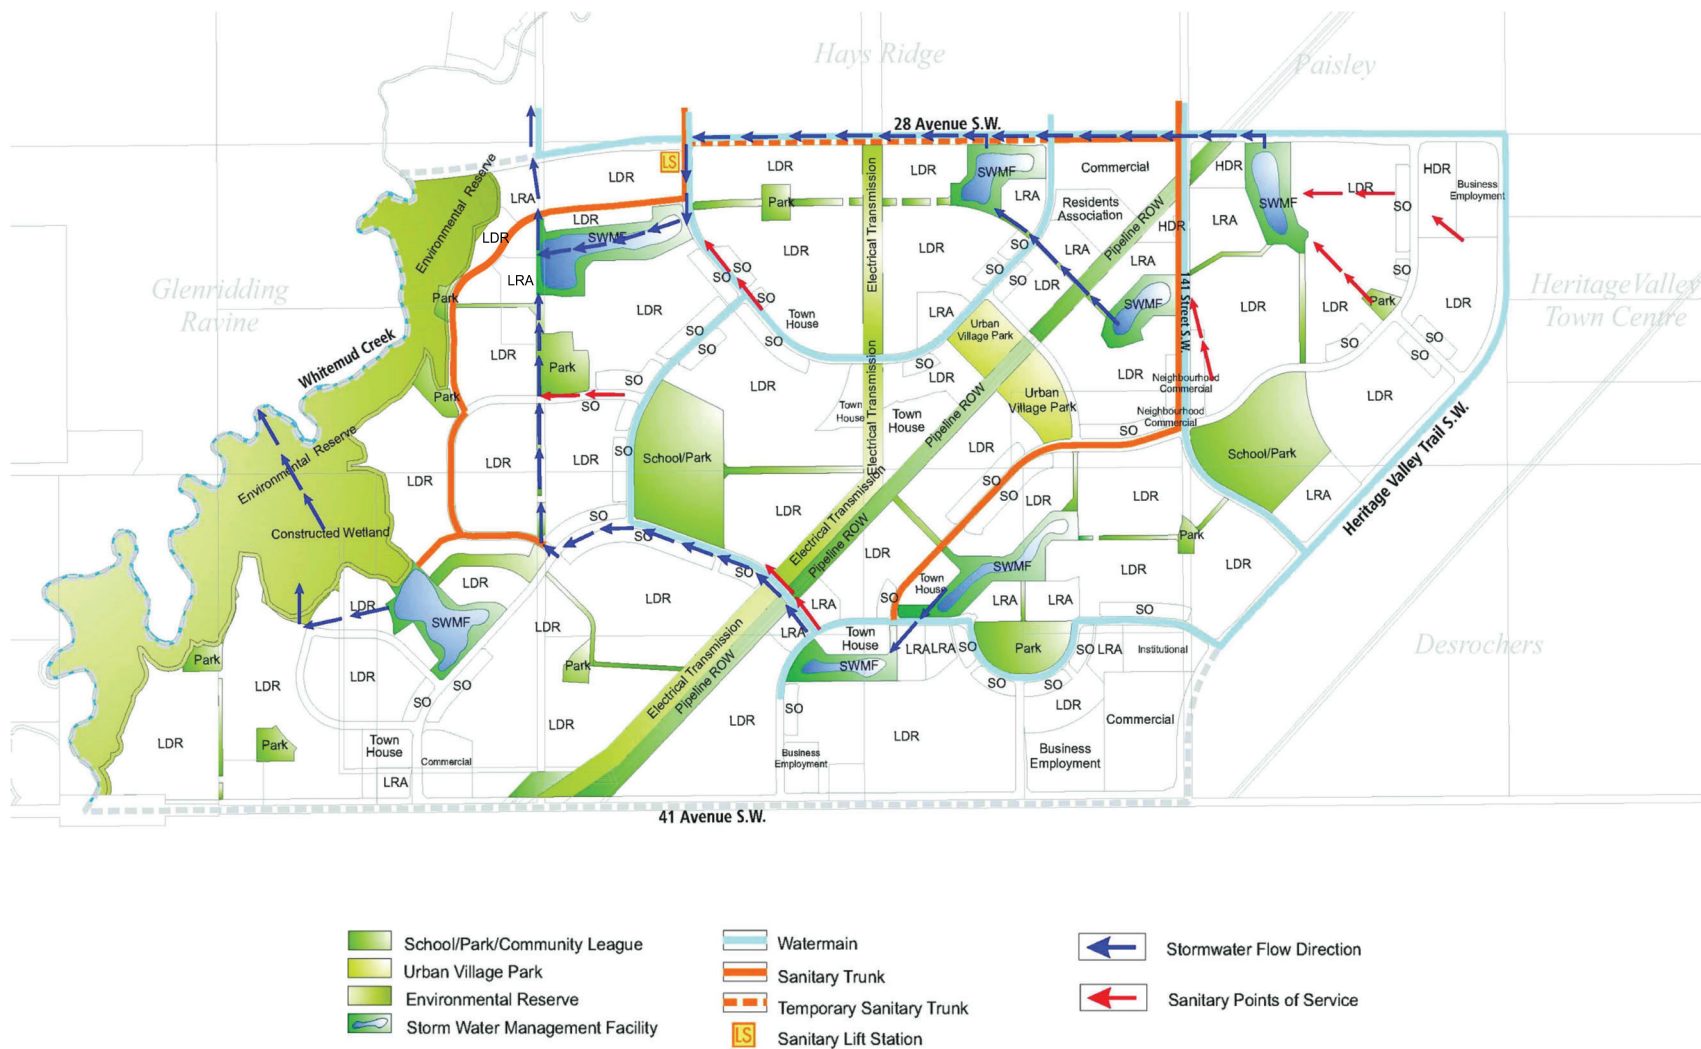 Hays Ridge
Paisley
28 Avenue S.W.
LS
LDR
LDR
LDR
SWMF
Commercial
HDR
LDR
HDR
Business
Employment
Environmental Reserve
LRA
LDR
LDR
SWMF
Park
Electrical Transmission
LRA
Residents
Association
Pipeline ROW
HDR
LRA
SWMF
SO
LDR
LDR
LDR
SO
LRA
LRA
SO
SO
SO
SO
LDR
SWMF
LDR
LDR
Park
SO
LDR
Glenridding
Ravine
Heritage Valley
Town Centre
Park
LRA
LDR
SO
SO
Town
House
LRA
Urban
Village Park
141 Street S.W.
SO
SO
SO
Whitemud Creek
LDR
Park
SO
LDR
Electrical Transmission
SO
LDR
Urban
Village Park
LDR
Neighbourhood
Commercial
Neighbourhood
Commercial
LDR
Park
SO
Town
House
Town
House
Pipeline ROW
SO
Environmental Reserve
LDR
LDR
LDR
SO
School/Park
LDR
School/Park
Heritage Valley Trail S.W.
SO
SO
LDR
LDR
LRA
Constructed Wetland
SO
SO
LDR
Electrical Transmission
Pipeline ROW
LDR
Park
LDR
SWMF
LDR
LDR
LDR
SWMF
SO
LDR
LRA
SO
Town
House
LRA
LRA
SO
LDR
LRA
Town
House
LRA
LRA
SO
Park
SO
LRA
Institutional
Desrochers
Park
LDR
LDR
SO
SO
Park
Electrical Transmission
Pipeline ROW
SWMF
SO
SO
LDR
LDR
Park
Town
House
LRA
Commercial
LDR
LDR
SO
Business
Employment
LDR
LDR
Commercial
Business
Employment
41 Avenue S.W.
School/Park/Community League
Urban Village Park
Environmental Reserve
Storm Water Management Facility
Watermain
Sanitary Trunk
Temporary Sanitary Trunk
LS
Sanitary Lift Station
Stormwater Flow Direction
Sanitary Points of Service